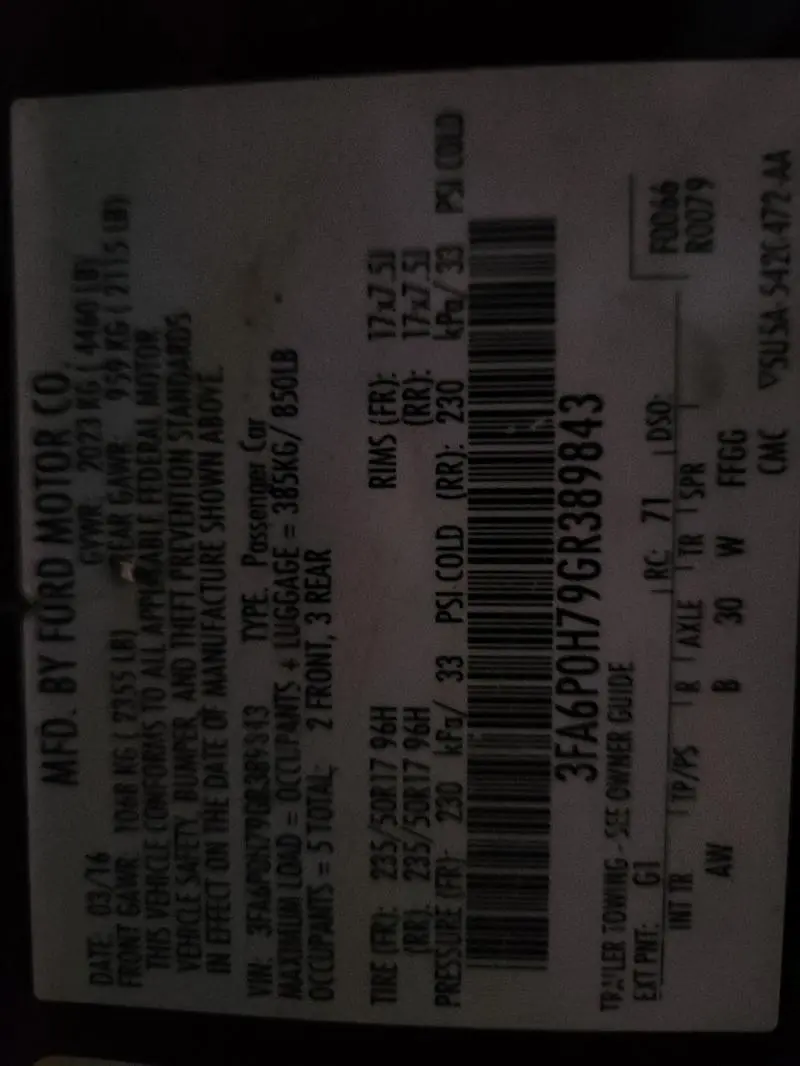 MFD. BY FORD MOTOR CO.
DATE: 03/16 GVWR: 2023 KG ( 4460 LB)
FRONT GAWR: 1068 KG ( 2355 LB) REAR GAWR: 959 KG ( 2115 LB)
THIS VEHICLE CONFORMS TO ALL APPLICABLE FEDERAL MOTOR
VEHICLE SAFETY, BUMPER, AND THEFT PREVENTION STANDARDS
IN EFFECT ON THE DATE OF MANUFACTURE SHOWN ABOVE.
VIN: 3FA6P0H79GR389843 TYPE: Passenger Car
MAXIMUM LOAD = OCCUPANTS + LUGGAGE = 385KG/ 850LB
OCCUPANTS = 5 TOTAL; 2 FRONT, 3 REAR
TIRE (FR): 235/50R17 96H RIMS (FR): 17x7.5J
(RR): 235/50R17 96H (RR): 17x7.5J
PRESSURE (FR): 230 kPa/ 33 PSI COLD (RR): 230 kPa/ 33 PSI COLD
3FA6P0H79GR389843
TRAILER TOWING - SEE OWNER GUIDE
F0066
R0079
EXT PNT: G1 RC: 71 DSO:
INT TR TP/PS R AXLE TR SPR
AW B 30 W FFGG
CMC ▽5USA-5420472-AA